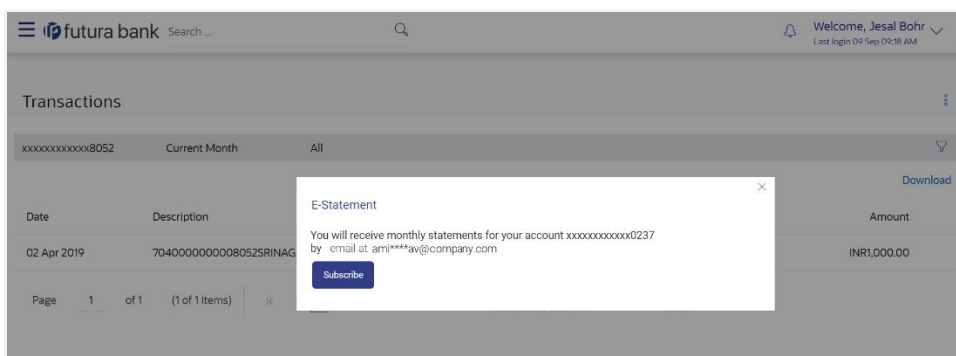 futura bank Search ... Welcome, Jesal Bohr
Last login 09 Sep 09:18 AM
Transactions
xxxxxxxxxxxx8052 Current Month All
Download
E-Statement
You will receive monthly statements for your account xxxxxxxxxxxx0237
by email at ami****av@company.com
Subscribe
Date Description Amount
02 Apr 2019 7040000000008052SRINAG INR1,000.00
Page 1 of 1 (1 of 1 items)